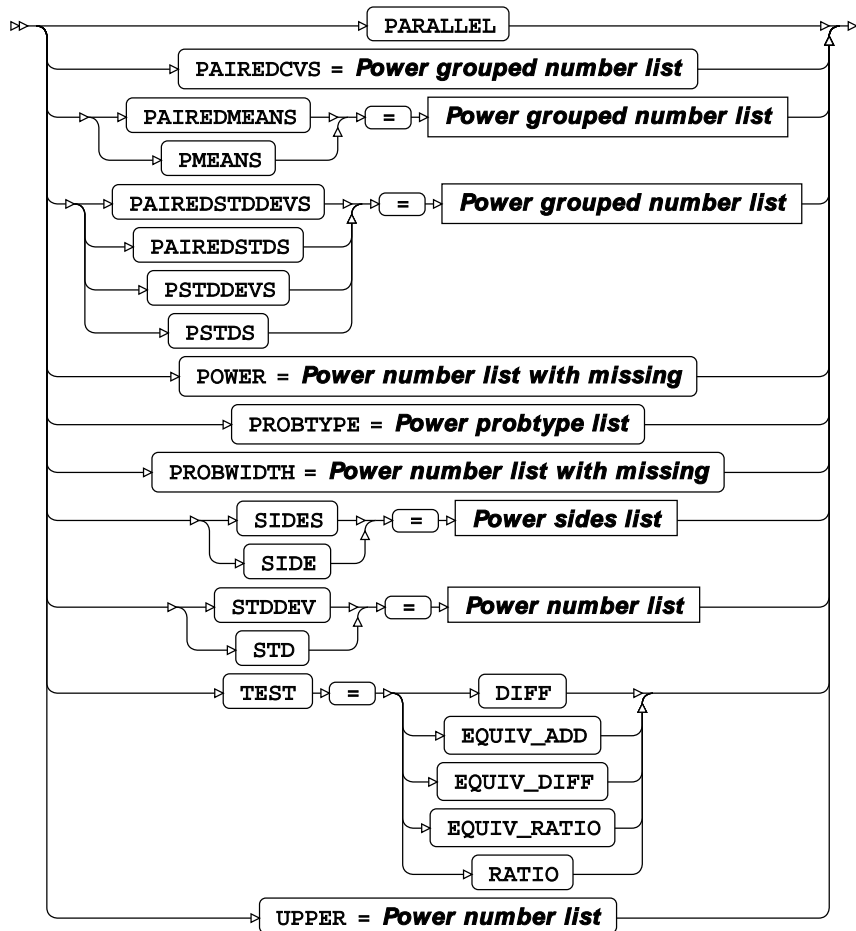 PARALLEL
PAIREDCVS = Power grouped number list
PAIREDMEANS = Power grouped number list
PMEANS
PAIREDSTDDEVS = Power grouped number list
PAIREDSTDS
PSTDDEVS
PSTDS
POWER = Power number list with missing
PROBTYPE = Power probtype list
PROBWIDTH = Power number list with missing
SIDES = Power sides list
SIDE
STDDEV = Power number list
STD
TEST = DIFF
EQUIV_ADD
EQUIV_DIFF
EQUIV_RATIO
RATIO
UPPER = Power number list